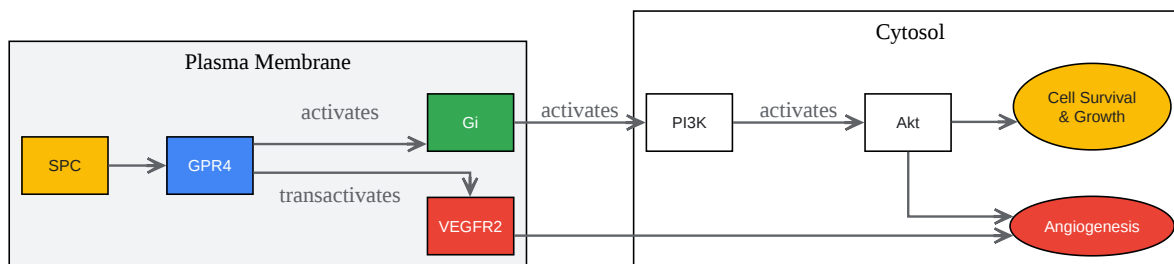 Plasma Membrane
SPC
GPR4
activates
transactivates
Gi
VEGFR2
activates
Cytosol
PI3K
activates
Akt
Cell Survival
& Growth
Angiogenesis